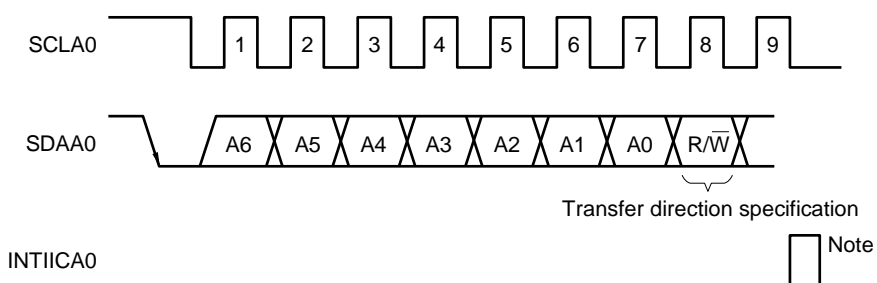 SCLA0 1 2 3 4 5 6 7 8 9
SDAA0 A6 A5 A4 A3 A2 A1 A0 R/W̅
Transfer direction specification
INTIICA0 Note